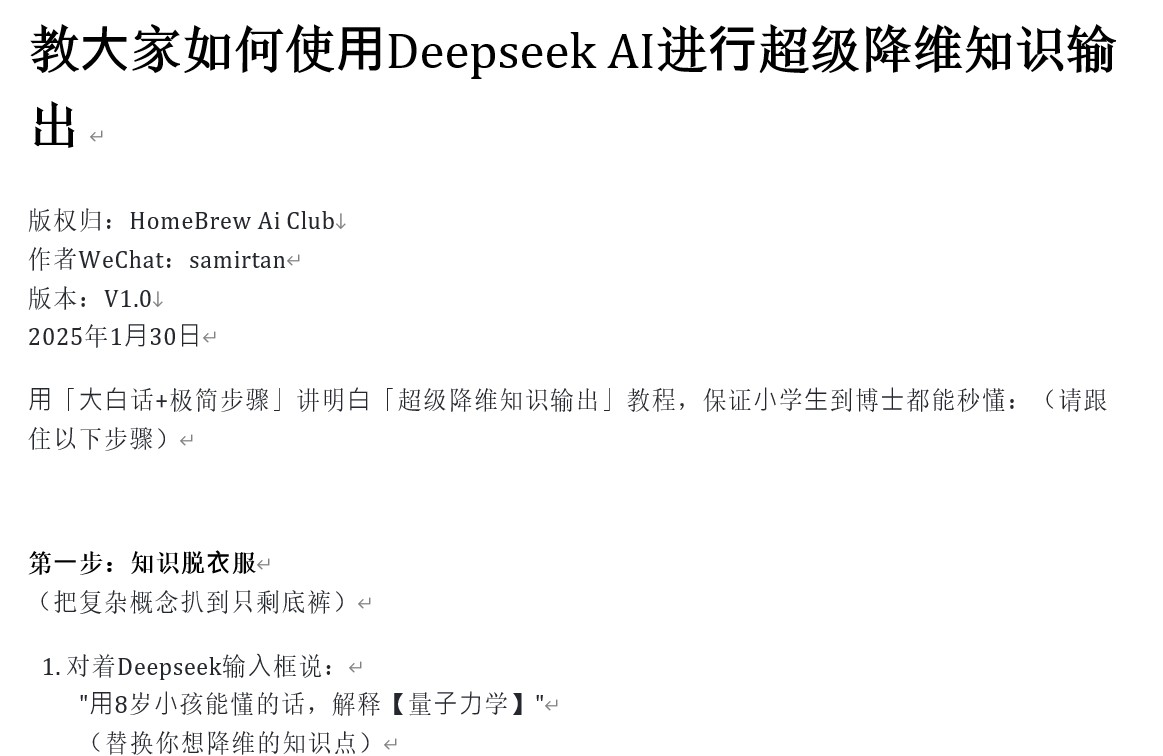 教大家如何使用Deepseek AI进行超级降维知识输
出
版权归：HomeBrew Ai Club
作者WeChat：samirtan
版本：V1.0
2025年1月30日
用「大白话+极简步骤」讲明白「超级降维知识输出」教程，保证小学生到博士都能秒懂：（请跟
住以下步骤）
第一步：知识脱衣服
（把复杂概念扒到只剩底裤）
1. 对着Deepseek输入框说：
"用8岁小孩能懂的话，解释【量子力学】"
（替换你想降维的知识点）